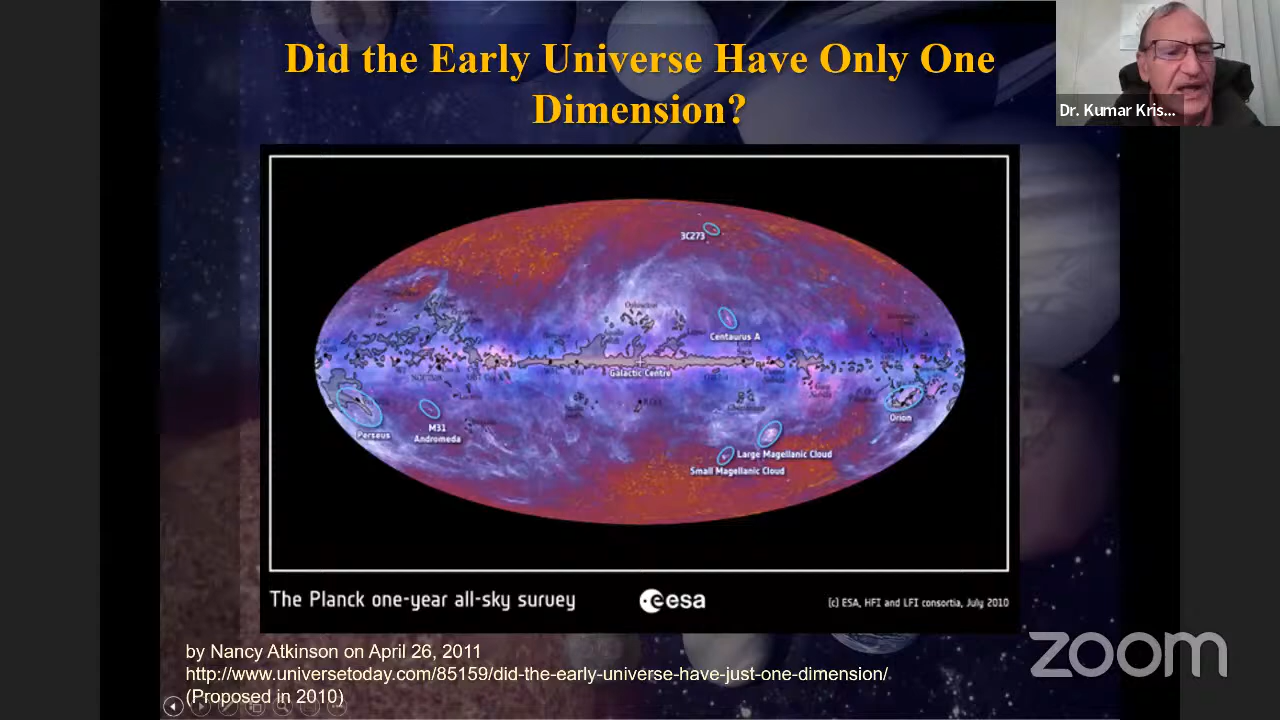 Did the Early Universe Have Only One
Dimension?
Dr. Kumar Kris...
3C273
Centaurus A
Galactic Centre
Perseus
M31
Andromeda
Orion
Large Magellanic Cloud
Small Magellanic Cloud
The Planck one-year all-sky survey
esa
(c) ESA, HFI and LFI consortia, July 2010
zoom
by Nancy Atkinson on April 26, 2011
http://www.universetoday.com/85159/did-the-early-universe-have-just-one-dimension/
(Proposed in 2010)